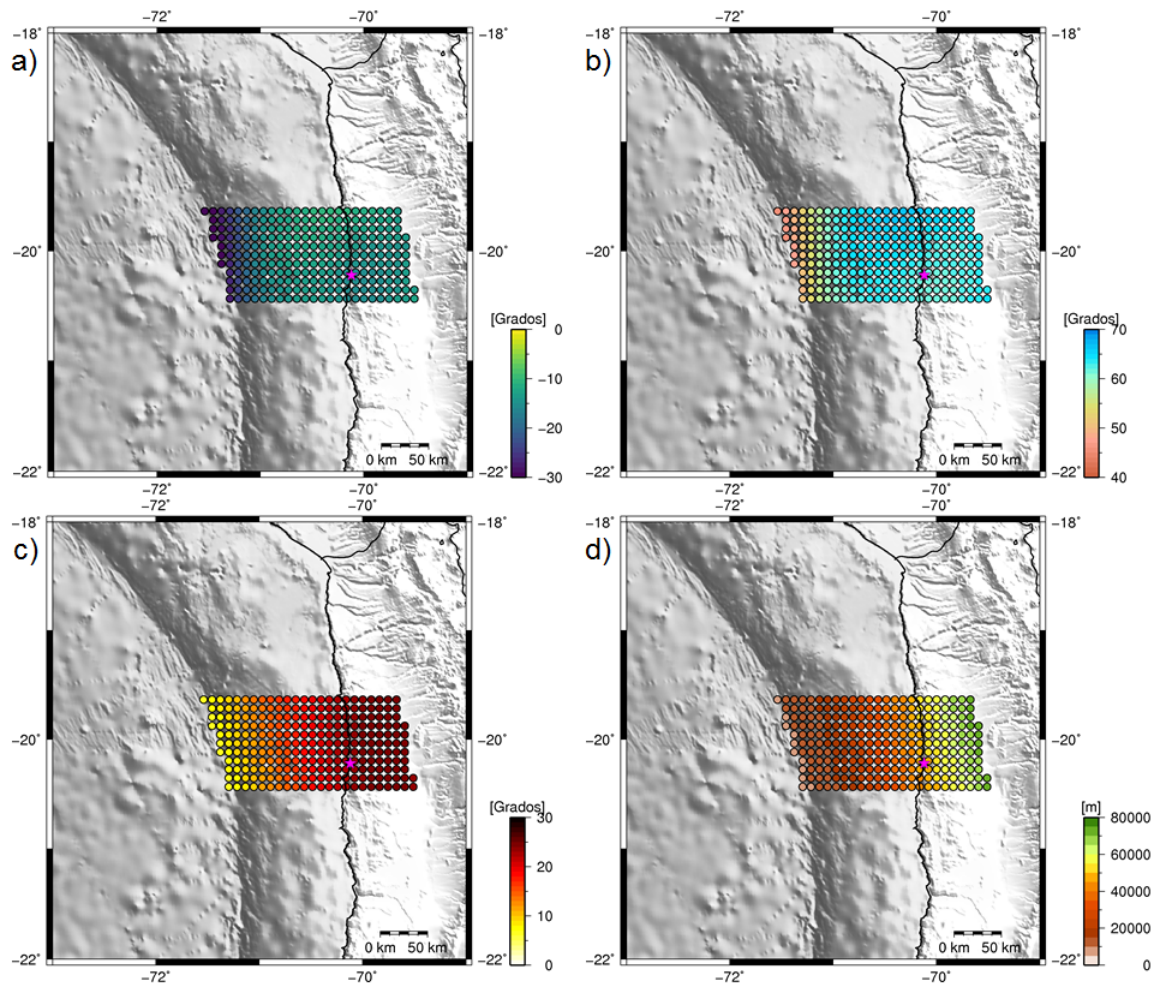 −72˚ −70˚
−72˚ −70˚
−18˚ −18˚ −18˚ −18˚
a) b)
−20˚ −20˚ −20˚ −20˚
[Grados] [Grados]
0 70
−10 60
−20 50
−30 40
0 km 50 km 0 km 50 km
−22˚ −22˚ −22˚ −22˚
−72˚ −70˚ −72˚ −70˚
−72˚ −70˚ −72˚ −70˚
−18˚ −18˚ −18˚ −18˚
c) d)
−20˚ −20˚ −20˚ −20˚
[Grados] [m]
30 80000
20 60000
10 40000
20000
0 0
0 km 50 km 0 km 50 km
−22˚ −22˚ −22˚ −22˚
−72˚ −70˚ −72˚ −70˚